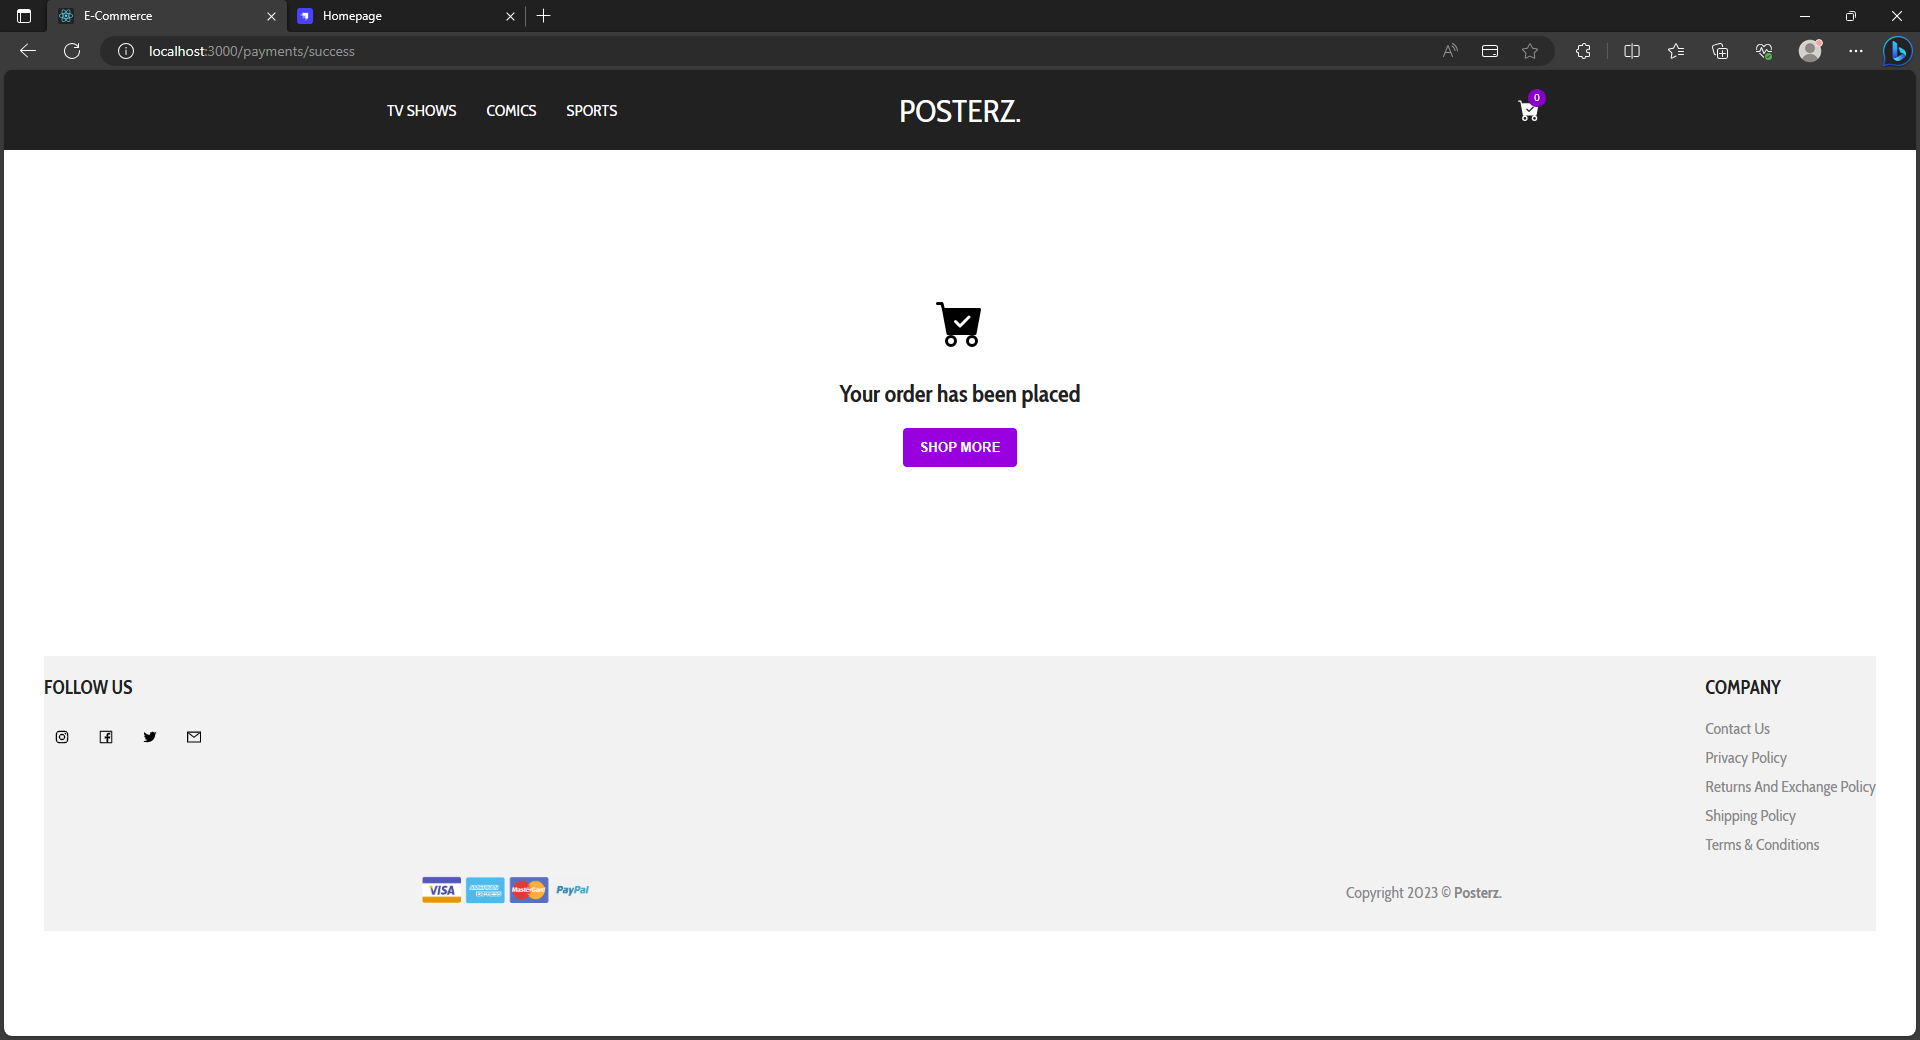 E-Commerce
Homepage
localhost:3000/payments/success
TV SHOWS COMICS SPORTS
POSTERZ.
0
Your order has been placed
SHOP MORE
FOLLOW US
COMPANY
Contact Us
Privacy Policy
Returns And Exchange Policy
Shipping Policy
Terms & Conditions
VISA AMERICAN EXPRESS MasterCard PayPal
Copyright 2023 © Posterz.